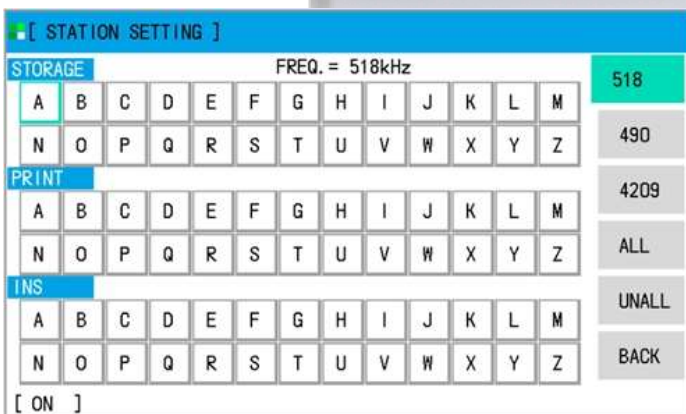 [ STATION SETTING ]
STORAGE FREQ. = 518kHz
A B C D E F G H I J K L M
N O P Q R S T U V W X Y Z
PRINT
A B C D E F G H I J K L M
N O P Q R S T U V W X Y Z
INS
A B C D E F G H I J K L M
N O P Q R S T U V W X Y Z
[ ON ]
518
490
4209
ALL
UNALL
BACK